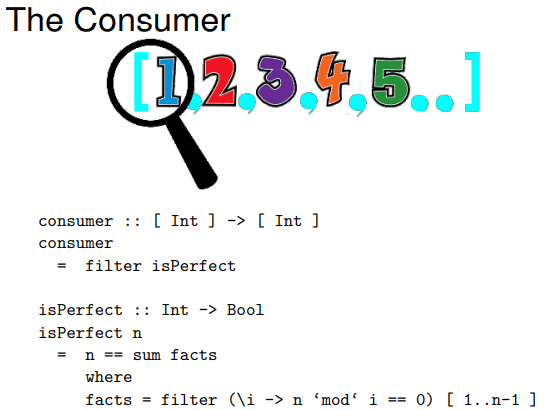 The Consumer
[1,2,3,4,5..]
consumer :: [ Int ] -> [ Int ]
consumer
  =  filter isPerfect
isPerfect :: Int -> Bool
isPerfect n
  =  n == sum facts
     where
     facts = filter (\i -> n ‘mod‘ i == 0) [ 1..n-1 ]